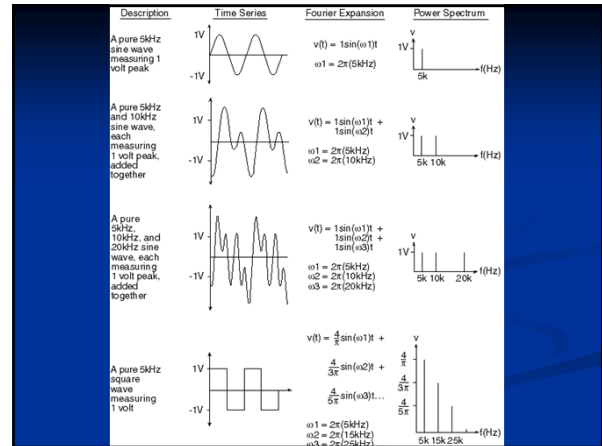 Description Time Series Fourier Expansion Power Spectrum
A pure 5kHz
sine wave
measuring 1
volt peak
1V
-1V
v(t) = 1sin(ω1)t
ω1 = 2π(5kHz)
v
1V
5k
f(Hz)
A pure 5kHz
and 10kHz
sine wave,
each
measuring
1 volt peak,
added
together
1V
-1V
v(t) = 1sin(ω1)t +
1sin(ω2)t
ω1 = 2π(5kHz)
ω2 = 2π(10kHz)
v
1V
5k 10k
f(Hz)
A pure
5kHz,
10kHz, and
20kHz sine
wave, each
measuring
1 volt peak,
added
together
1V
-1V
v(t) = 1sin(ω1)t +
1sin(ω2)t +
1sin(ω3)t
ω1 = 2π(5kHz)
ω2 = 2π(10kHz)
ω3 = 2π(20kHz)
v
1V
5k 10k 20k
f(Hz)
A pure 5kHz
square
wave
measuring
1 volt
1V
-1V
v(t) = 4/π sin(ω1)t +
4/3π sin(ω2)t +
4/5π sin(ω3)t...
ω1 = 2π(5kHz)
ω2 = 2π(15kHz)
ω3 = 2π(25kHz)
v
4/π
4/3π
4/5π
5k 15k 25k
f(Hz)